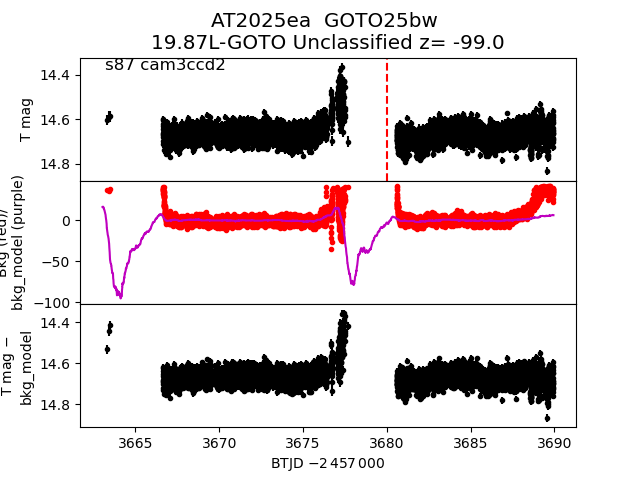 AT2025ea  GOTO25bw
19.87L-GOTO Unclassified z= -99.0
s87 cam3ccd2
14.4
14.6
14.8
T mag
0
−50
−100
Bkg (red)/
bkg_model (purple)
14.4
14.6
14.8
T mag −
bkg_model
3665
3670
3675
3680
3685
3690
BTJD −2 457 000